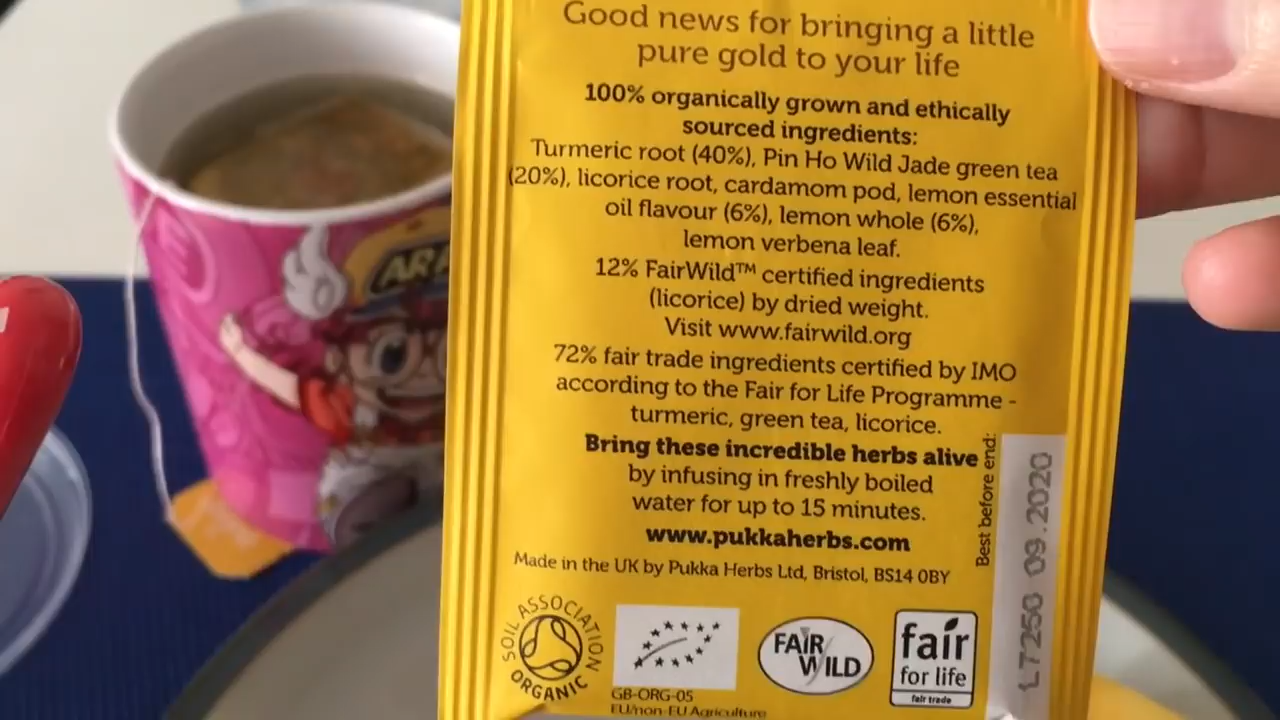 Good news for bringing a little
pure gold to your life
100% organically grown and ethically
sourced ingredients:
Turmeric root (40%), Pin Ho Wild Jade green tea
(20%), licorice root, cardamom pod, lemon essential
oil flavour (6%), lemon whole (6%),
lemon verbena leaf.
12% FairWild™ certified ingredients
(licorice) by dried weight.
Visit www.fairwild.org
72% fair trade ingredients certified by IMO
according to the Fair for Life Programme -
turmeric, green tea, licorice.
Bring these incredible herbs alive
by infusing in freshly boiled
water for up to 15 minutes.
www.pukkaherbs.com
Made in the UK by Pukka Herbs Ltd, Bristol, BS14 0BY
Best before end:
LT250 09.2020
SOIL ASSOCIATION
ORGANIC
GB-ORG-05
EU/non-EU Agriculture
FAIR
WILD
fair
for life
fair trade